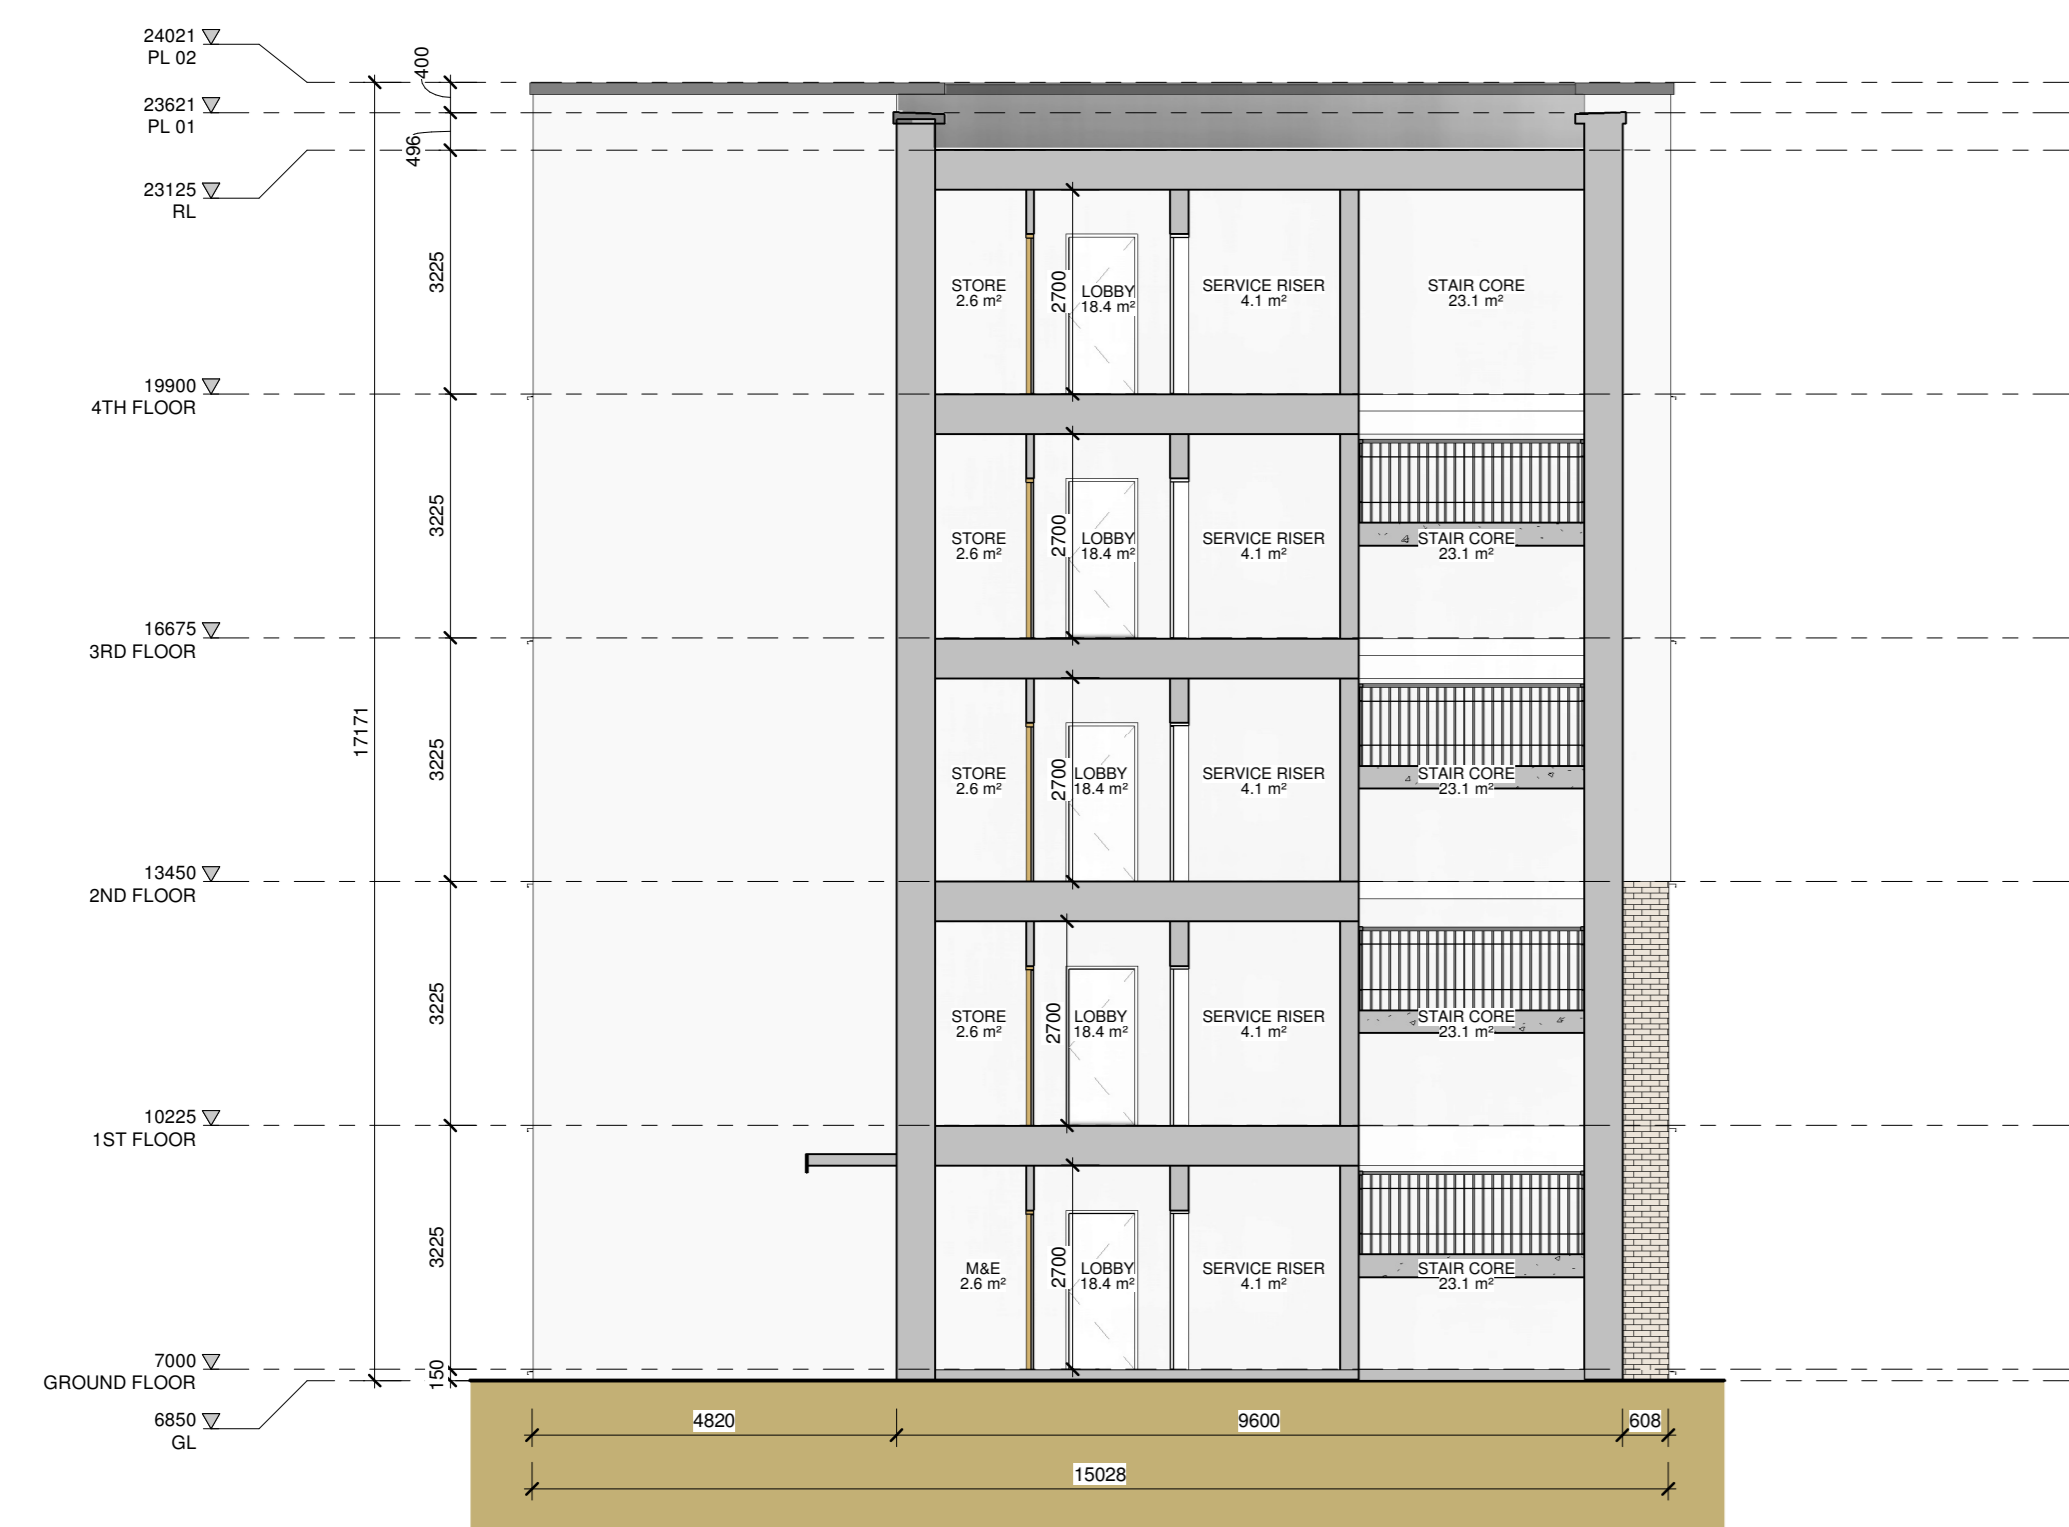 24021
PL 02
400
23621
PL 01
496
23125
RL
3225
STORE
2.6 m²
2700
LOBBY
18.4 m²
SERVICE RISER
4.1 m²
STAIR CORE
23.1 m²
19900
4TH FLOOR
3225
STORE
2.6 m²
2700
LOBBY
18.4 m²
SERVICE RISER
4.1 m²
STAIR CORE
23.1 m²
16675
3RD FLOOR
17171
3225
STORE
2.6 m²
2700
LOBBY
18.4 m²
SERVICE RISER
4.1 m²
STAIR CORE
23.1 m²
13450
2ND FLOOR
3225
STORE
2.6 m²
2700
LOBBY
18.4 m²
SERVICE RISER
4.1 m²
STAIR CORE
23.1 m²
10225
1ST FLOOR
3225
M&E
2.6 m²
2700
LOBBY
18.4 m²
SERVICE RISER
4.1 m²
STAIR CORE
23.1 m²
7000
GROUND FLOOR
150
6850
GL
4820
9600
608
15028